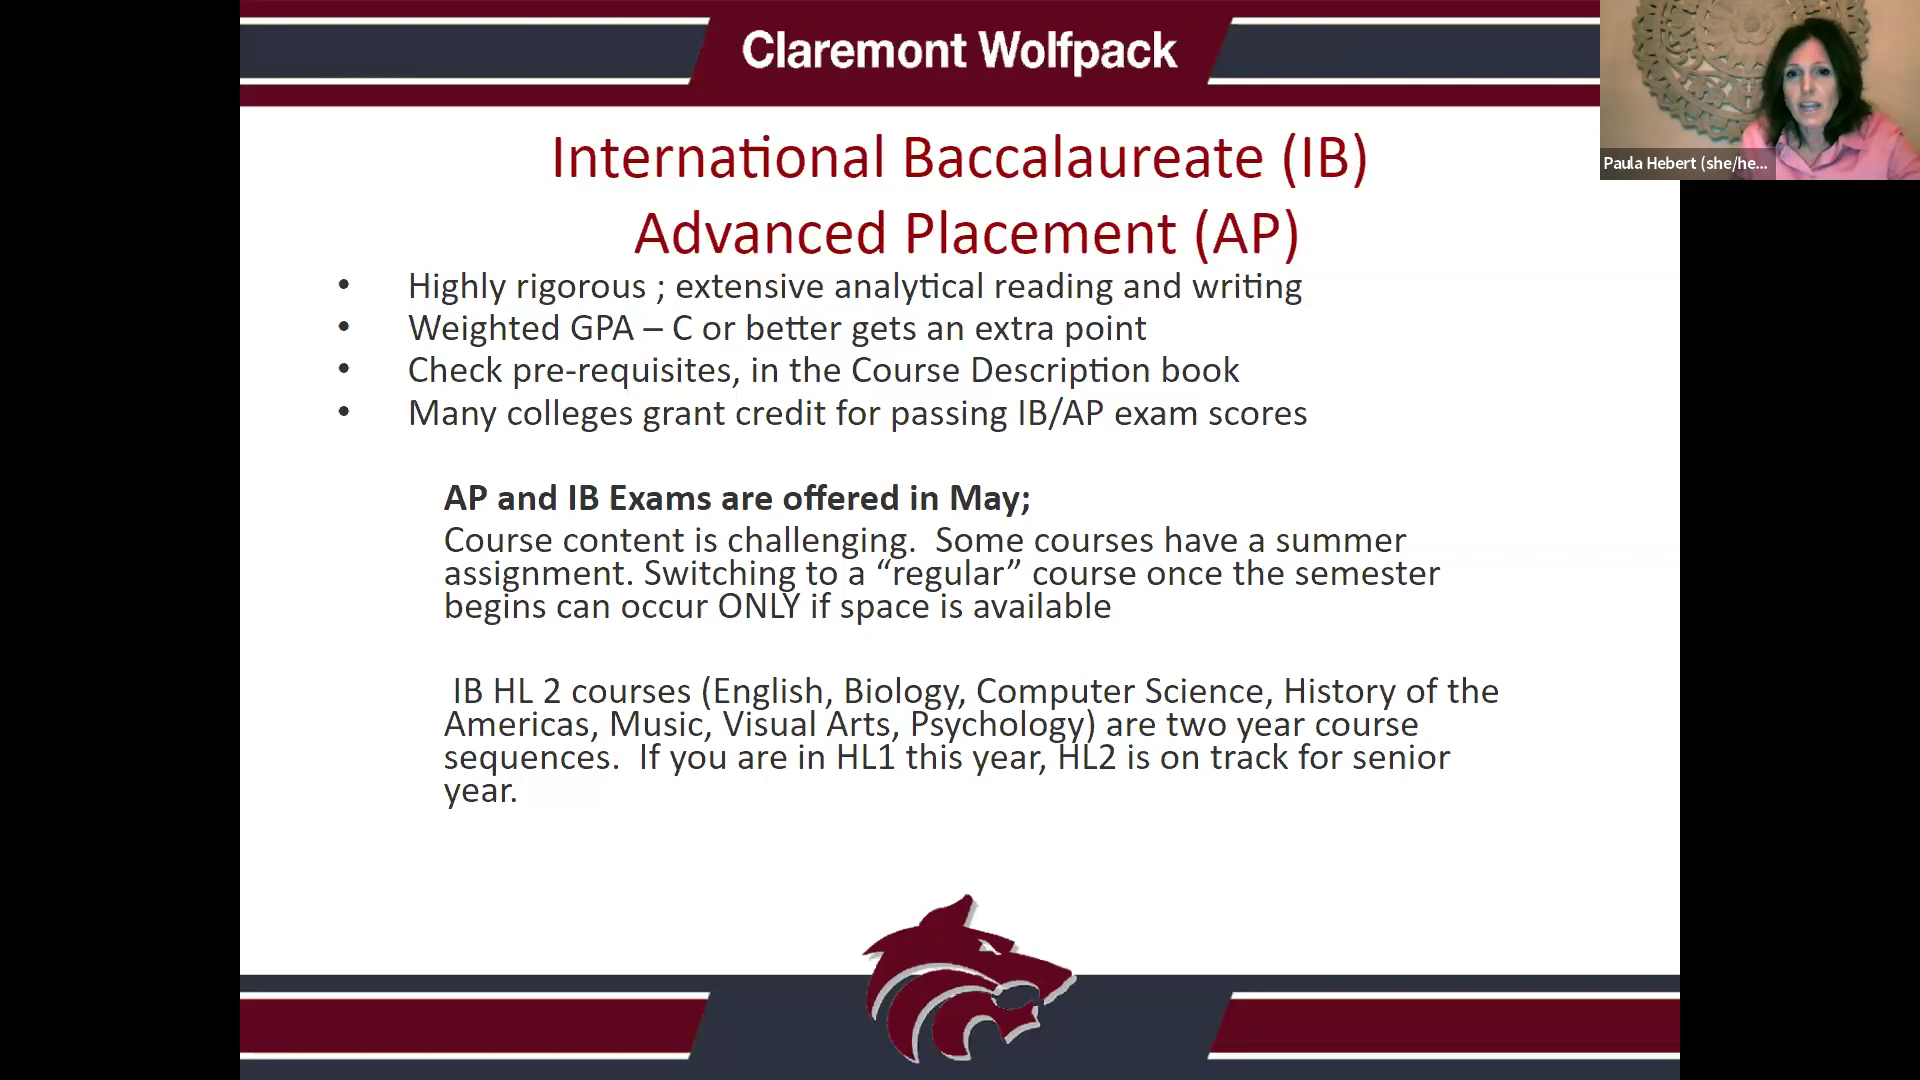 Claremont Wolfpack
Paula Hebert (she/he...
International Baccalaureate (IB)
Advanced Placement (AP)
• Highly rigorous ; extensive analytical reading and writing
• Weighted GPA – C or better gets an extra point
• Check pre-requisites, in the Course Description book
• Many colleges grant credit for passing IB/AP exam scores
AP and IB Exams are offered in May;
Course content is challenging.  Some courses have a summer
assignment. Switching to a “regular” course once the semester
begins can occur ONLY if space is available
IB HL 2 courses (English, Biology, Computer Science, History of the
Americas, Music, Visual Arts, Psychology) are two year course
sequences.  If you are in HL1 this year, HL2 is on track for senior
year.